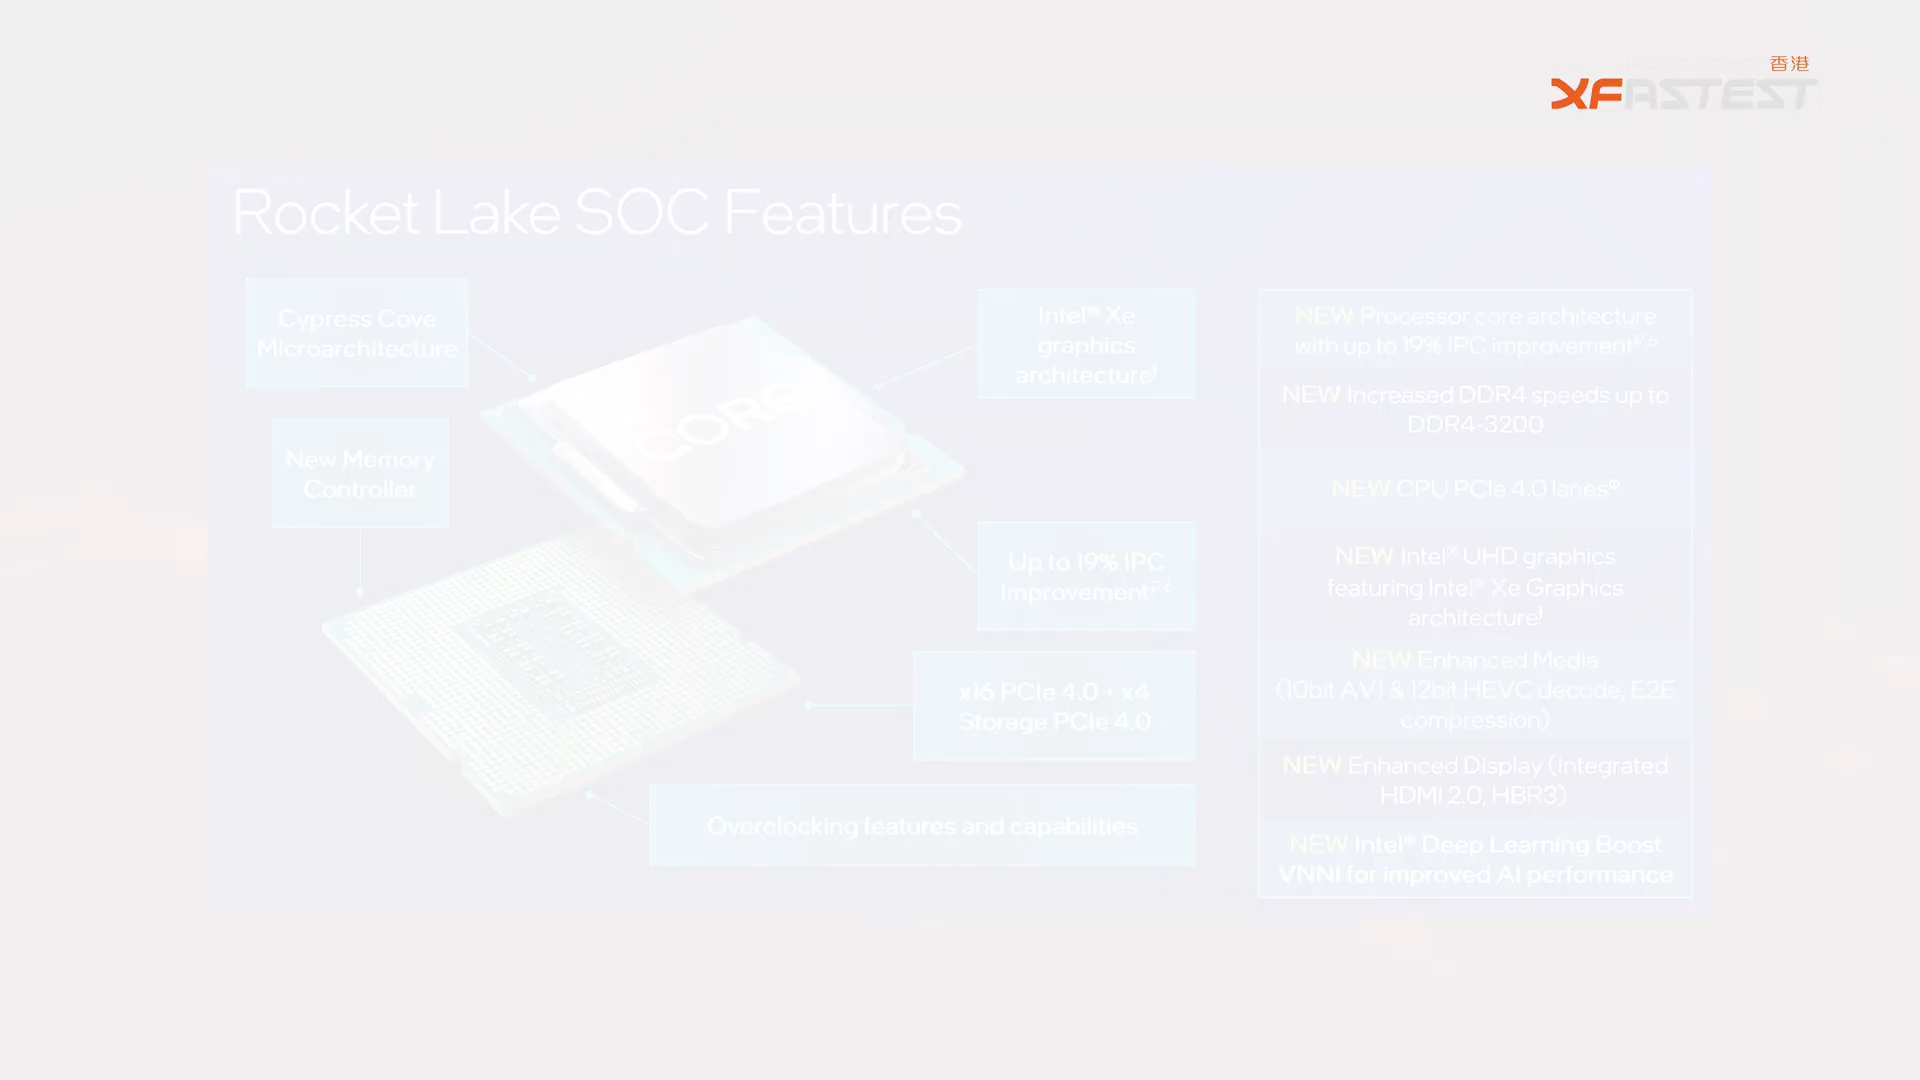 香港
XFASTEST
Rocket Lake SOC Features
Cypress Cove
Microarchitecture
New Memory
Controller
CORE
Intel® Xe
graphics
architecture
Up to 19% IPC
Improvement
x16 PCIe 4.0 + x4
Storage PCIe 4.0
Overclocking features and capabilities
NEW Processor core architecture
with up to 19% IPC improvement
NEW Increased DDR4 speeds up to
DDR4-3200
NEW CPU PCIe 4.0 lanes
NEW Intel® UHD graphics
featuring Intel® Xe Graphics
architecture
NEW Enhanced Media
(10bit AV1 & 12bit HEVC decode, E2E
compression)
NEW Enhanced Display (Integrated
HDMI 2.0, HBR3)
NEW Intel® Deep Learning Boost
VNNI for improved AI performance